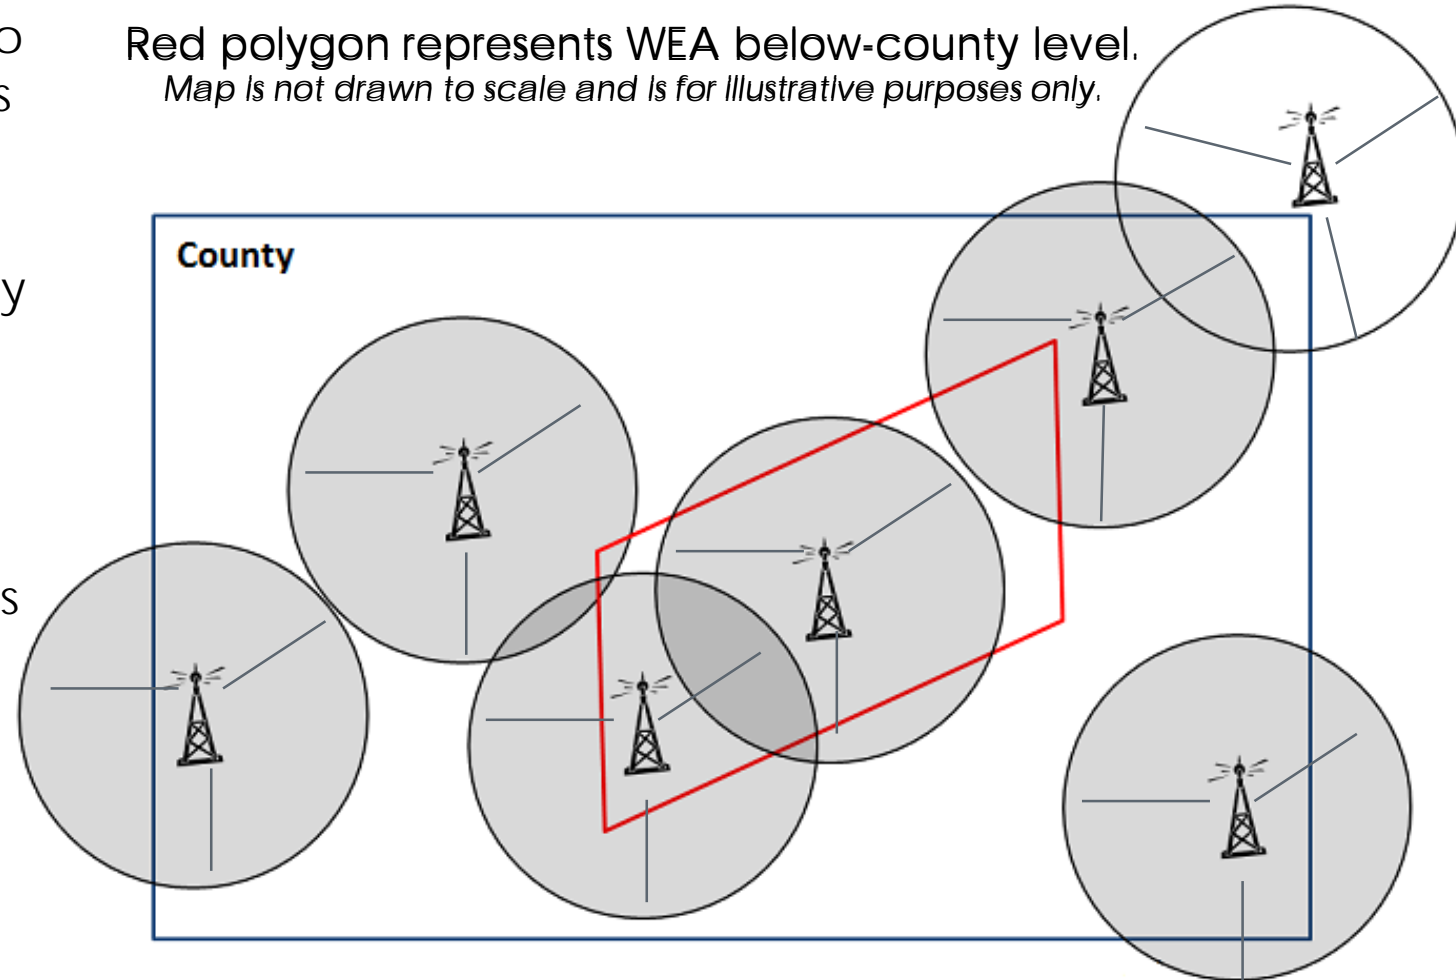 o
Red polygon represents WEA below-county level.
s
Map is not drawn to scale and is for illustrative purposes only.
County
y
s